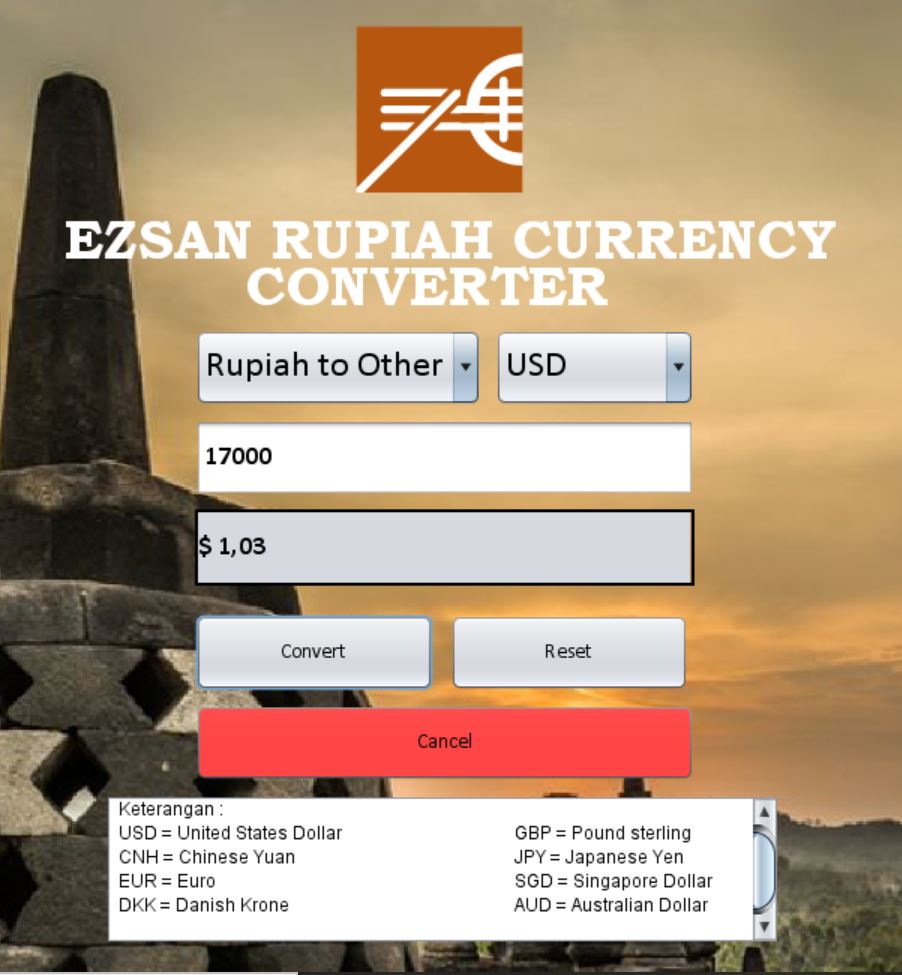 EZSAN RUPIAH CURRENCY
CONVERTER
Rupiah to Other USD
17000
$ 1,03
Convert Reset
Cancel
Keterangan :
USD = United States Dollar GBP = Pound sterling
CNH = Chinese Yuan JPY = Japanese Yen
EUR = Euro SGD = Singapore Dollar
DKK = Danish Krone AUD = Australian Dollar